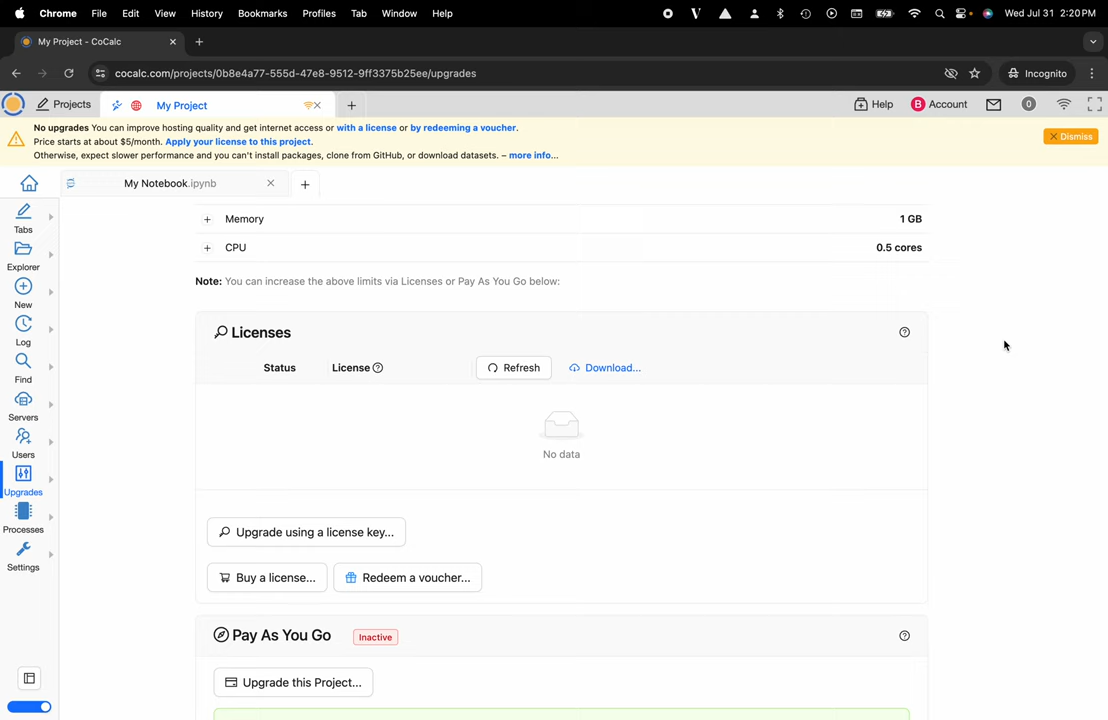 Chrome File Edit View History Bookmarks Profiles Tab Window Help Wed Jul 31 2:20 PM
My Project - CoCalc
cocalc.com/projects/0b8e4a77-555d-47e8-9512-9ff3375b25ee/upgrades Incognito
Projects My Project Help B Account 0
No upgrades You can improve hosting quality and get internet access or with a license or by redeeming a voucher.
Price starts at about $5/month. Apply your license to this project.
Otherwise, expect slower performance and you can't install packages, clone from GitHub, or download datasets. – more info...
Dismiss
My Notebook.ipynb
Tabs
Explorer
New
Log
Find
Servers
Users
Upgrades
Processes
Settings
Memory 1 GB
CPU 0.5 cores
Note: You can increase the above limits via Licenses or Pay As You Go below:
Licenses
Status License Refresh Download...
No data
Upgrade using a license key...
Buy a license... Redeem a voucher...
Pay As You Go Inactive
Upgrade this Project...